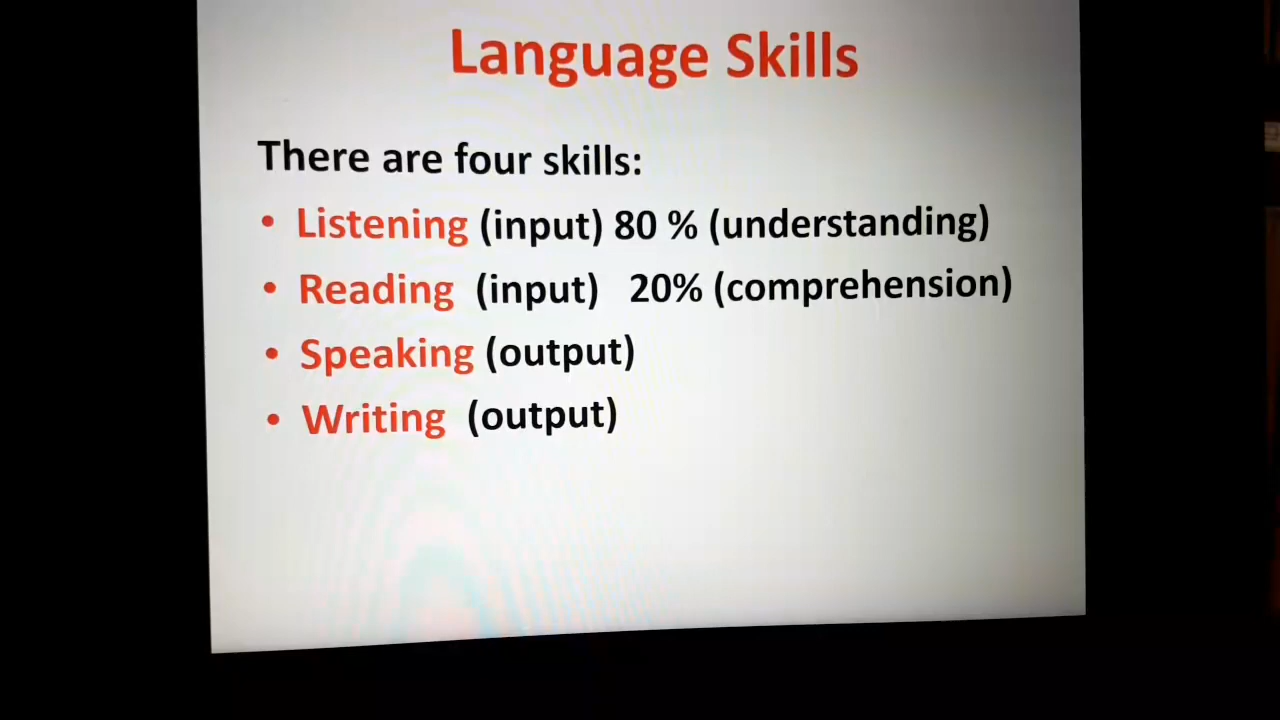 Language Skills
There are four skills:
• Listening (input) 80 % (understanding)
• Reading (input) 20% (comprehension)
• Speaking (output)
• Writing (output)